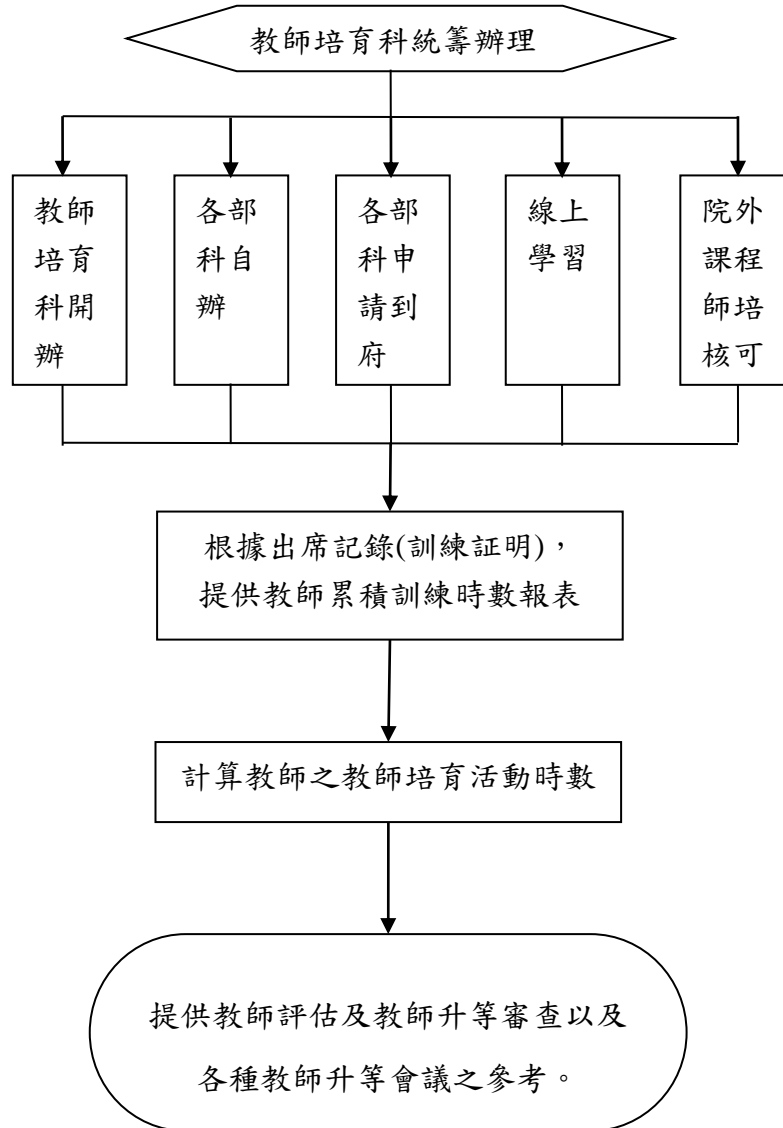 教師培育科統籌辦理
教師
培育
科開
辦
各部
科自
辦
各部
科申
請到
府
線上
學習
院外
課程
師培
核可
根據出席記錄(訓練証明)，
提供教師累積訓練時數報表
計算教師之教師培育活動時數
提供教師評估及教師升等審查以及
各種教師升等會議之參考。